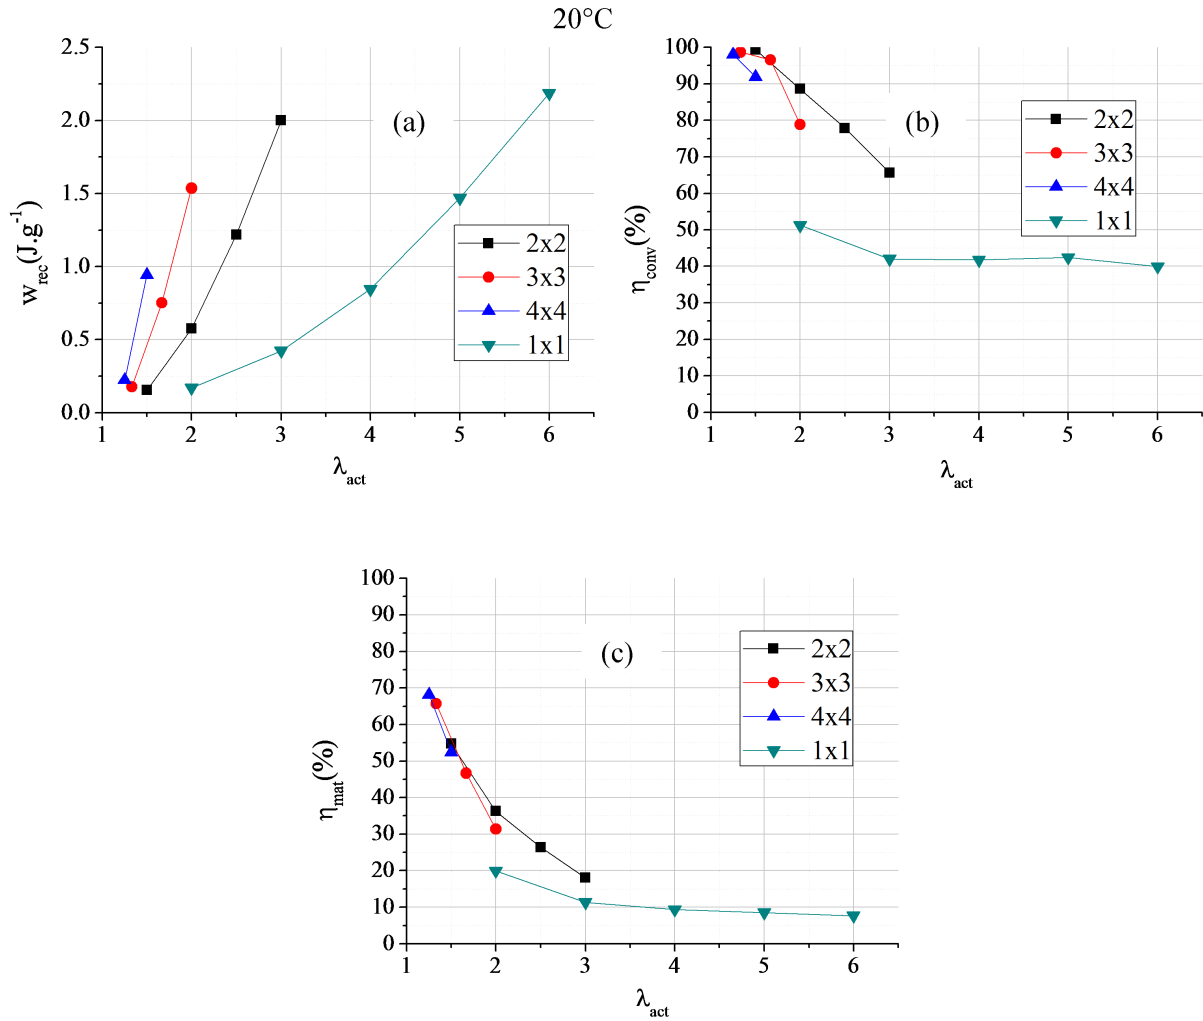 20°C
2.5
2.0
1.5
1.0
0.5
0.0
W_rec(J.g^-1)
(a)
2x2
3x3
4x4
1x1
1 2 3 4 5 6
λ_act
100
90
80
70
60
50
40
30
20
10
0
η_conv(%)
(b)
2x2
3x3
4x4
1x1
1 2 3 4 5 6
λ_act
100
90
80
70
60
50
40
30
20
10
0
η_mat(%)
(c)
2x2
3x3
4x4
1x1
1 2 3 4 5 6
λ_act